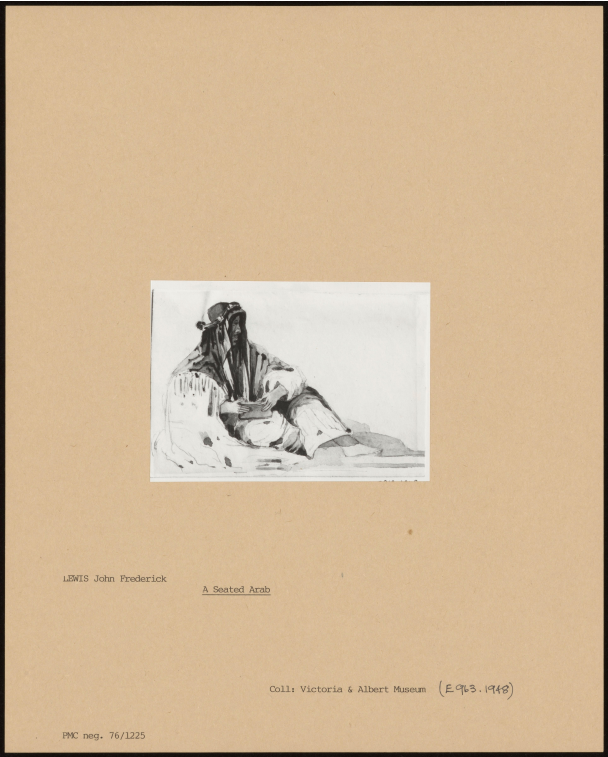 LEWIS John Frederick
A Seated Arab
Coll: Victoria & Albert Museum (E963.1948)
PMC neg. 76/1225